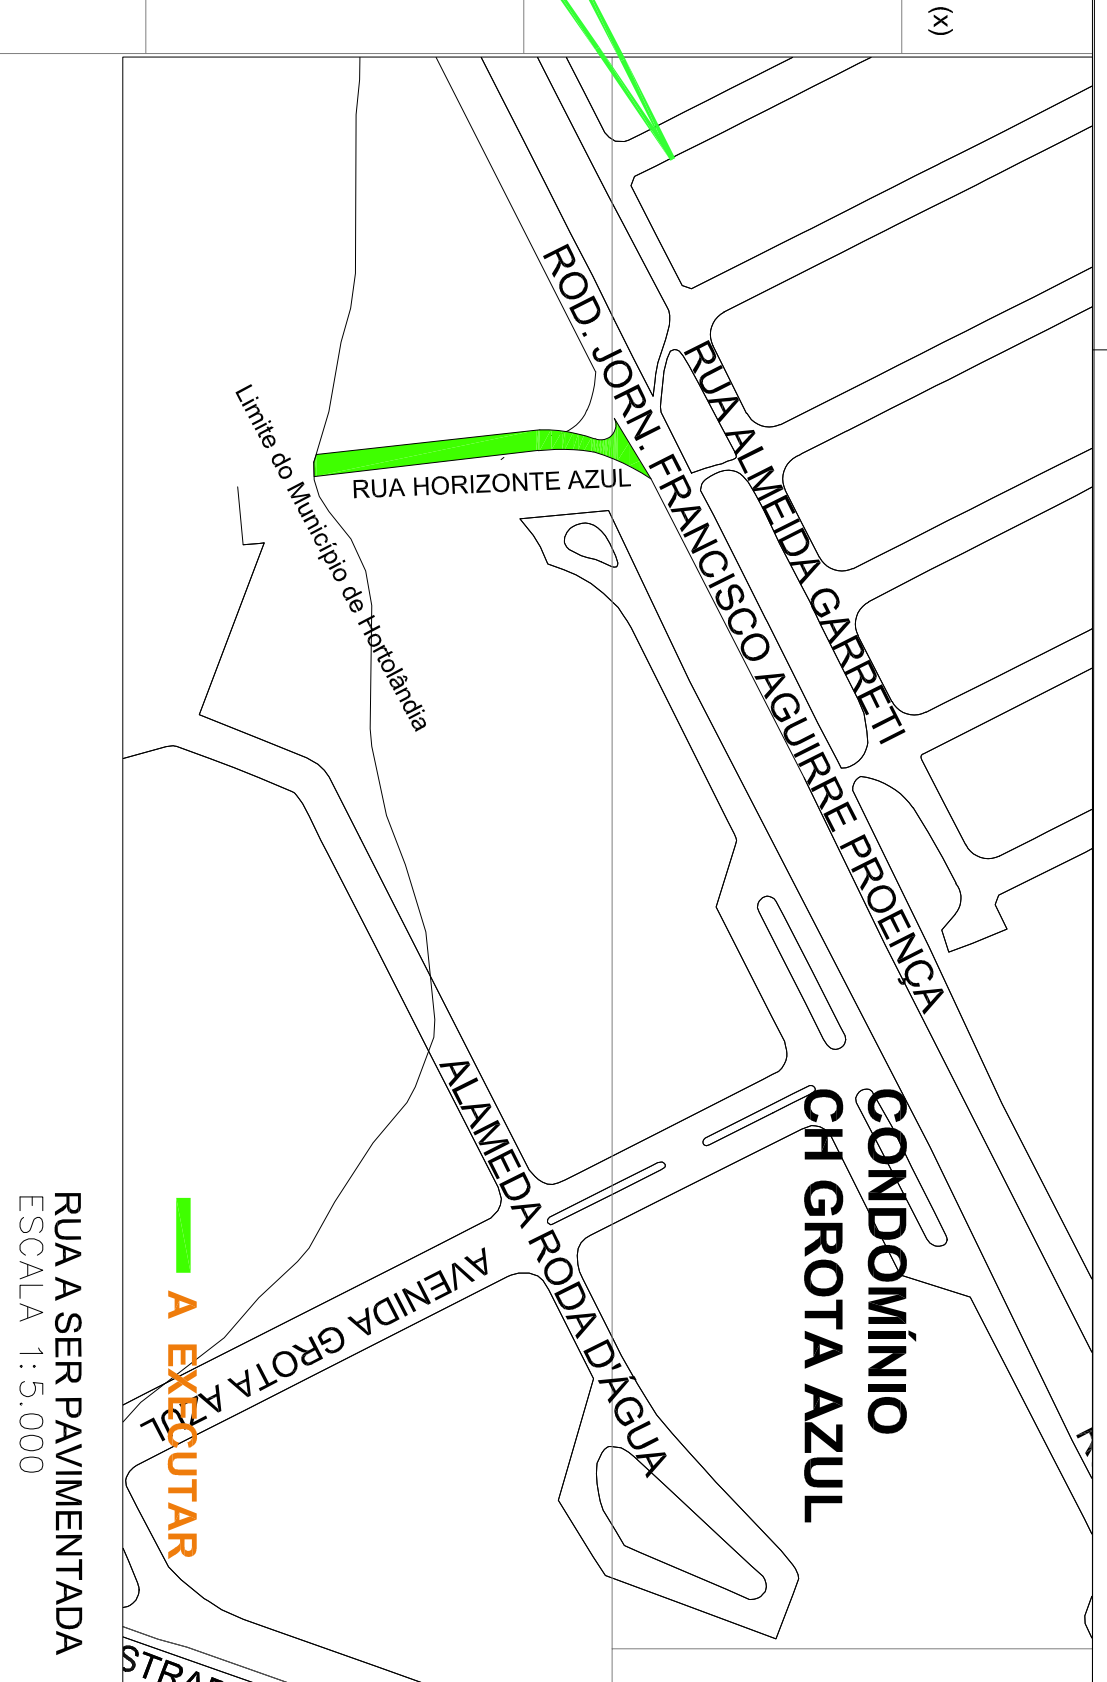 (x)
ROD. JORN. FRANCISCO AGUIRRE PROENÇA
RUA ALMEIDA GARRETI
RUA HORIZONTE AZUL
Limite do Município de Hortolândia
CONDOMÍNIO
CH GROTA AZUL
ALAMEDA RODA D'ÁGUA
AVENIDA GROTA AZUL
A EXECUTAR
RUA A SER PAVIMENTADA
ESCALA 1:5.000